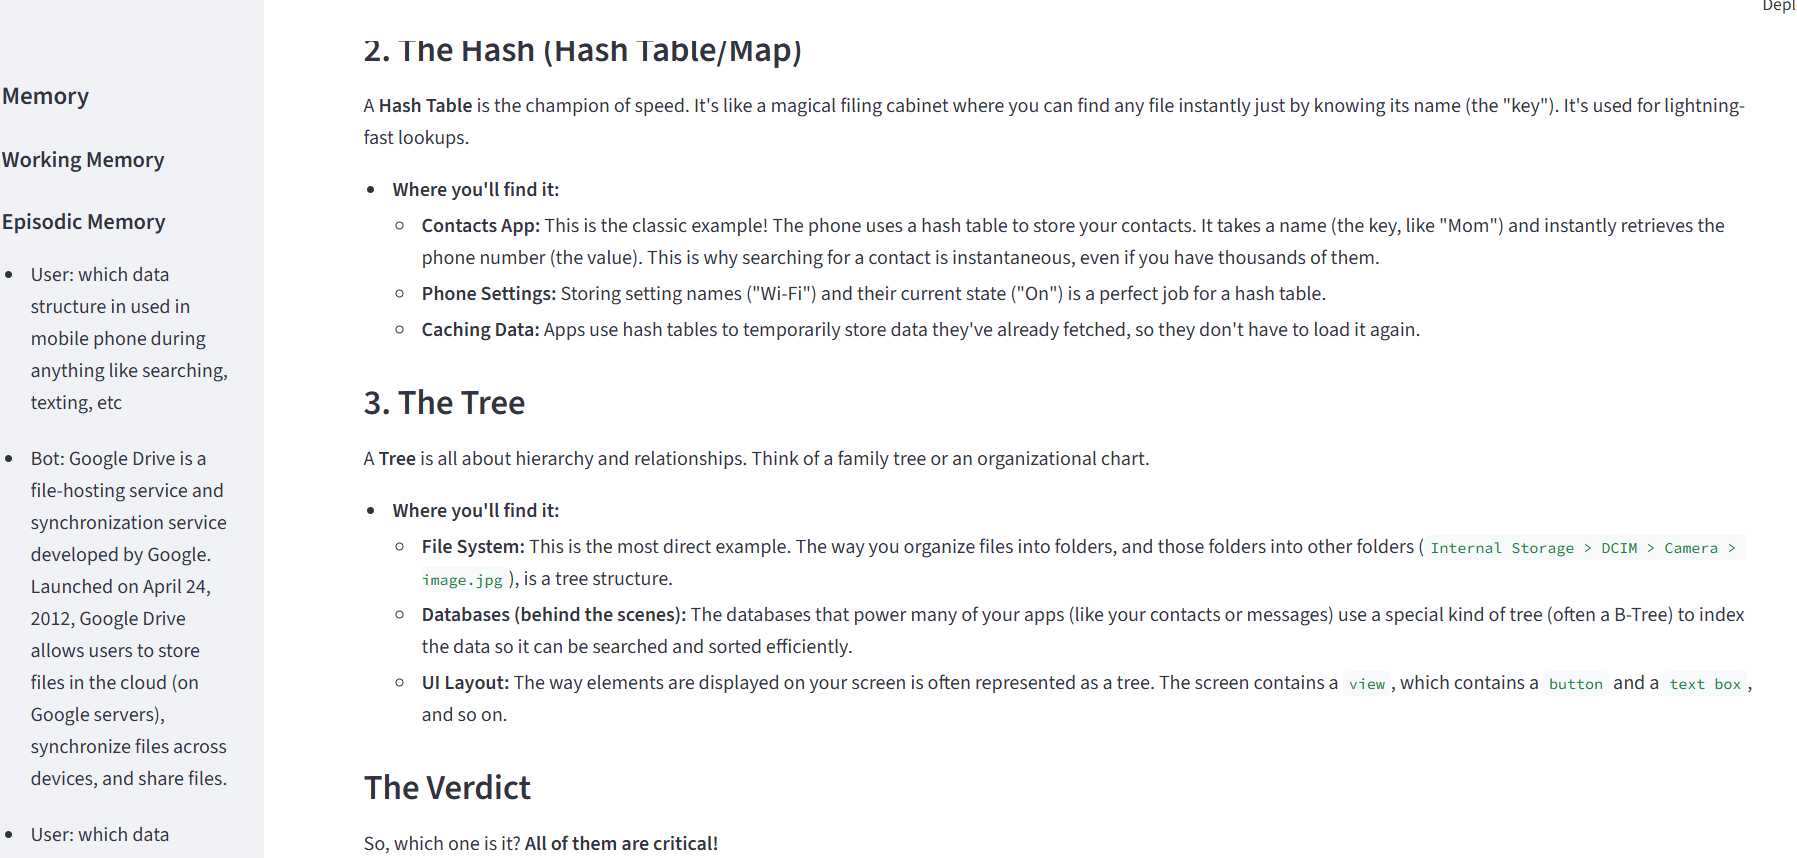 Depl
Memory
Working Memory
Episodic Memory
User: which data
structure in used in
mobile phone during
anything like searching,
texting, etc
Bot: Google Drive is a
file-hosting service and
synchronization service
developed by Google.
Launched on April 24,
2012, Google Drive
allows users to store
files in the cloud (on
Google servers),
synchronize files across
devices, and share files.
User: which data
2. The Hash (Hash Table/Map)
A Hash Table is the champion of speed. It's like a magical filing cabinet where you can find any file instantly just by knowing its name (the "key"). It's used for lightning-
fast lookups.
Where you'll find it:
Contacts App: This is the classic example! The phone uses a hash table to store your contacts. It takes a name (the key, like "Mom") and instantly retrieves the
phone number (the value). This is why searching for a contact is instantaneous, even if you have thousands of them.
Phone Settings: Storing setting names ("Wi-Fi") and their current state ("On") is a perfect job for a hash table.
Caching Data: Apps use hash tables to temporarily store data they've already fetched, so they don't have to load it again.
3. The Tree
A Tree is all about hierarchy and relationships. Think of a family tree or an organizational chart.
Where you'll find it:
File System: This is the most direct example. The way you organize files into folders, and those folders into other folders ( Internal Storage > DCIM > Camera >
image.jpg ), is a tree structure.
Databases (behind the scenes): The databases that power many of your apps (like your contacts or messages) use a special kind of tree (often a B-Tree) to index
the data so it can be searched and sorted efficiently.
UI Layout: The way elements are displayed on your screen is often represented as a tree. The screen contains a view , which contains a button and a text box ,
and so on.
The Verdict
So, which one is it? All of them are critical!